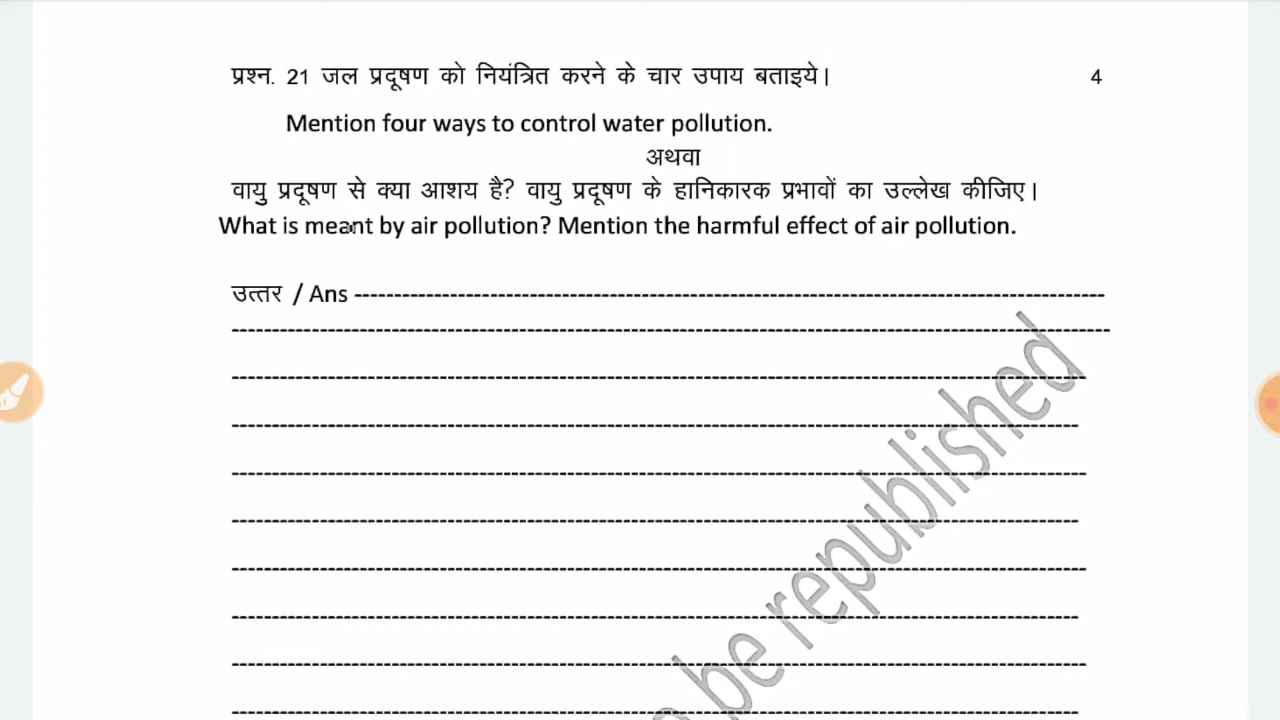 प्रश्न. 21 जल प्रदूषण को नियंत्रित करने के चार उपाय बताइये। 4
Mention four ways to control water pollution.
अथवा
वायु प्रदूषण से क्या आशय है? वायु प्रदूषण के हानिकारक प्रभावों का उल्लेख कीजिए।
What is meant by air pollution? Mention the harmful effect of air pollution.
उत्तर / Ans
be republished